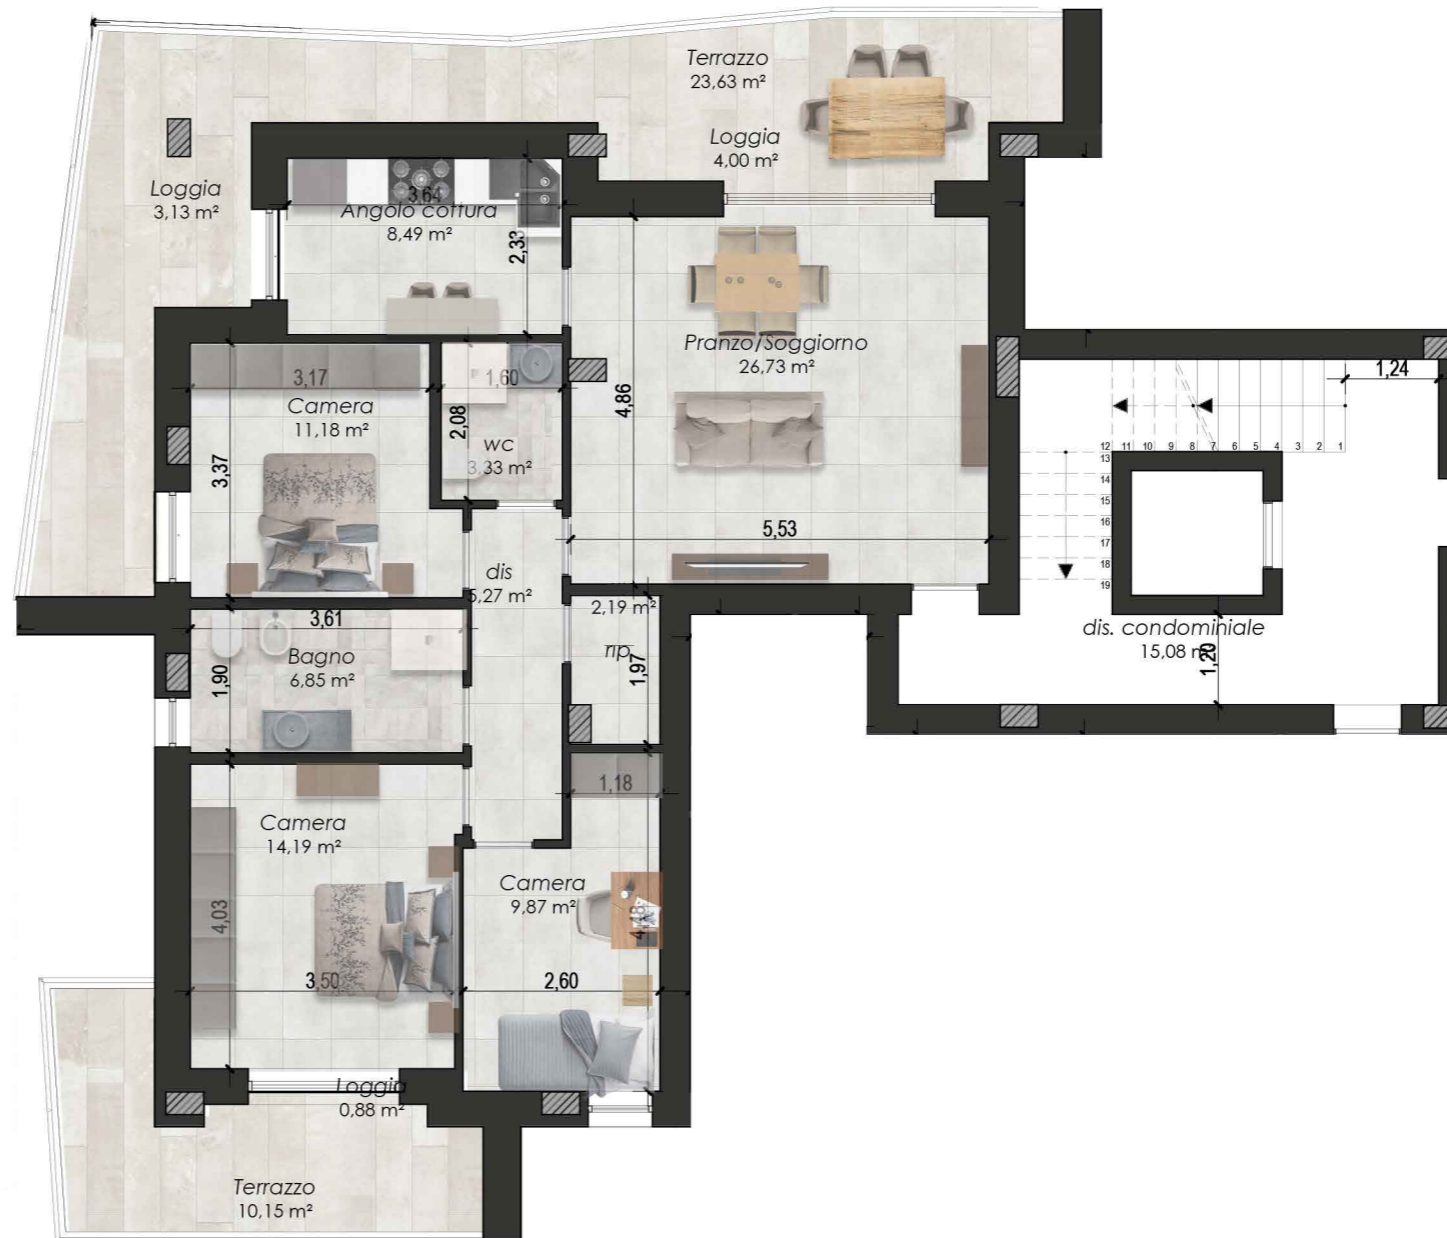 Terrazzo
23,63 m²
Loggia
4,00 m²
Loggia
3,13 m²
3,64
Angolo cottura
8,49 m²
2,33
Pranzo/Soggiorno
26,73 m²
4,86
5,53
3,17
Camera
11,18 m²
3,37
1,60
2,08
wc
3,33 m²
1,24
12 11 10 9 8 7 6 5 4 3 2 1
13
14
15
16
17
18
19
dis
5,27 m²
2,19 m²
rip
1,97
dis. condominiale
15,08 m²
1,20
3,61
Bagno
6,85 m²
1,90
1,18
Camera
14,19 m²
4,03
3,50
Camera
9,87 m²
4,18
2,60
Loggia
0,88 m²
Terrazzo
10,15 m²